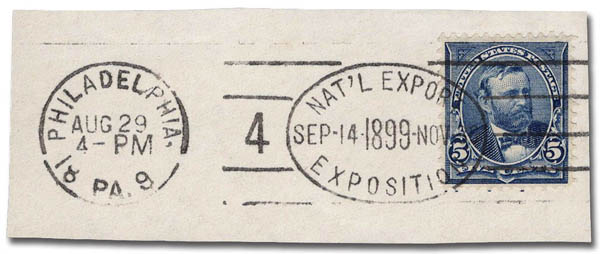 PHILADELPHIA,
AUG 29
4-PM
18 PA. 9
4
NAT'L EXPOR
SEP-14-1899-NOV
EXPOSITIO
UNITED STATES POSTAGE
5 5